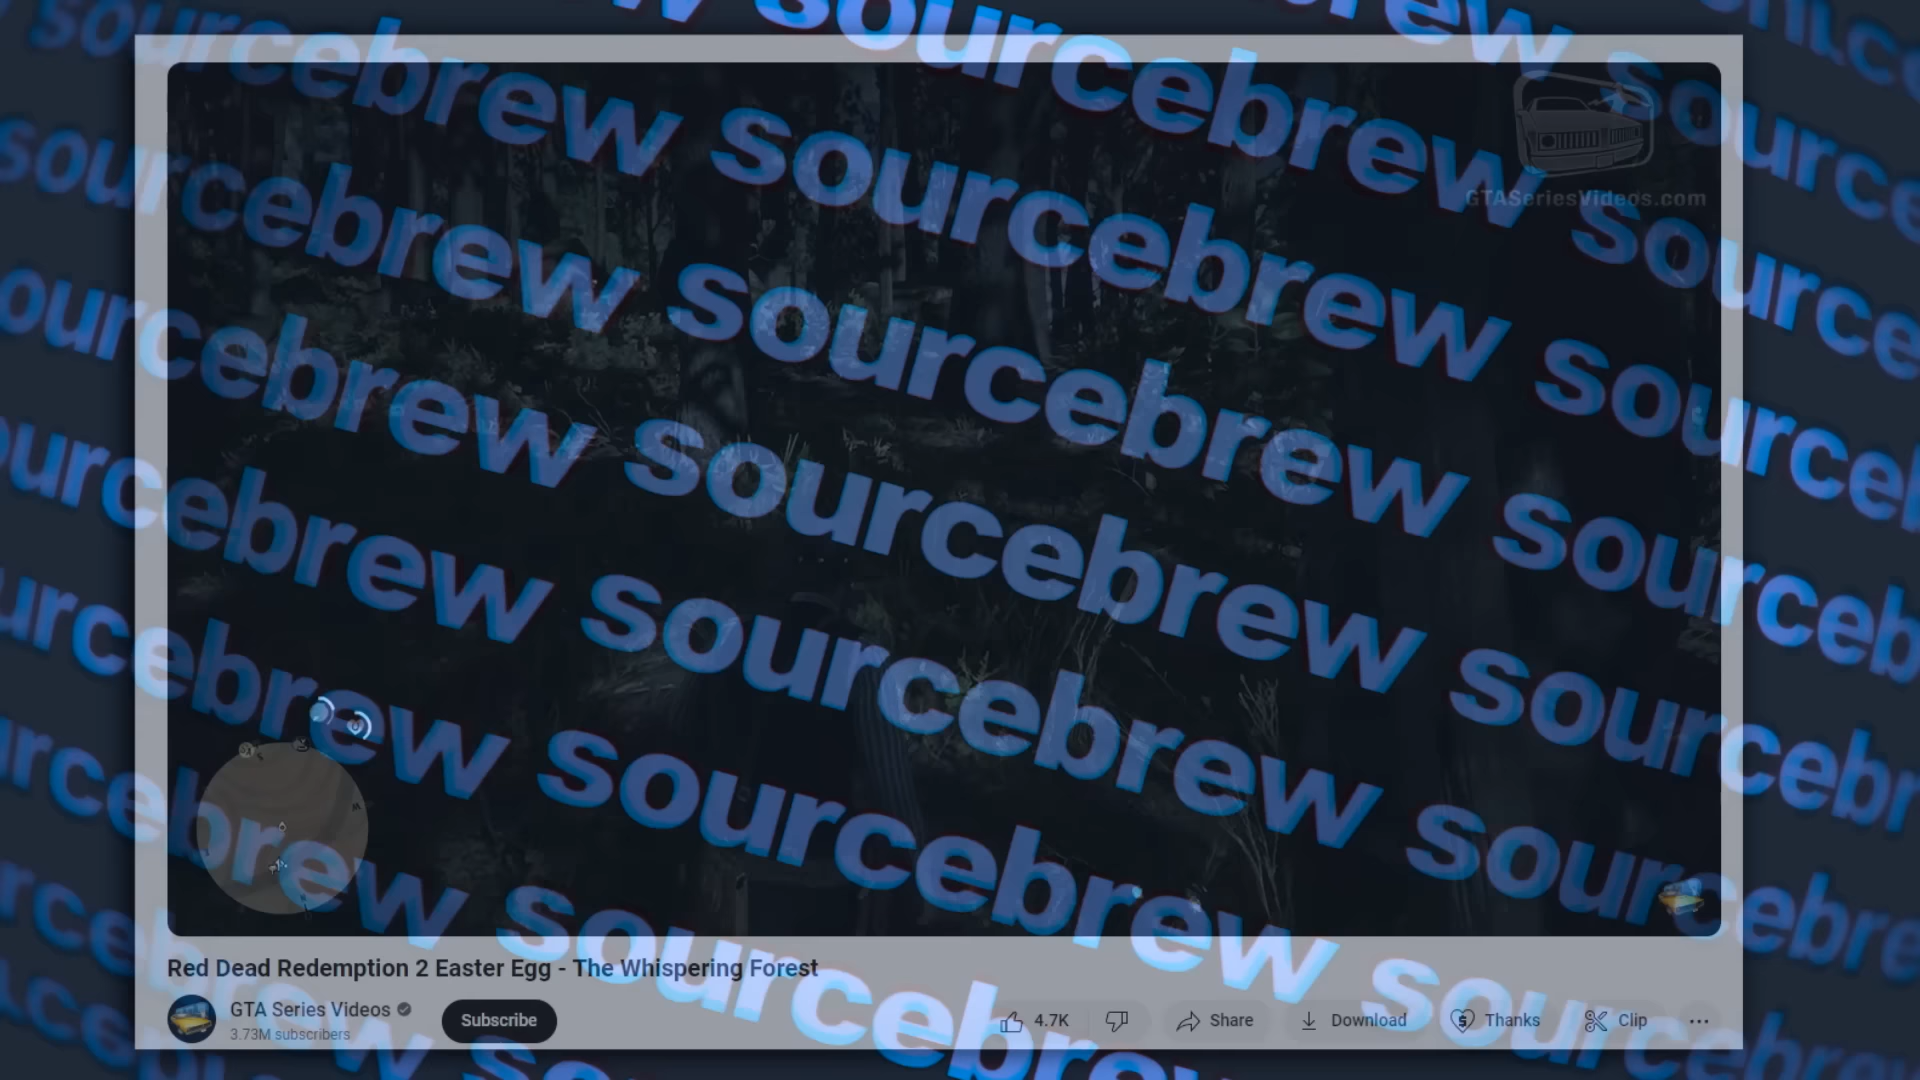 sourcebrew sourcebrew sourcebrew
sourcebrew sourcebrew sourcebrew
sourcebrew sourcebrew sourcebrew
sourcebrew sourcebrew sourcebrew
sourcebrew sourcebrew sourcebrew
sourcebrew sourcebrew sourcebrew
GTASeriesVideos.com
Red Dead Redemption 2 Easter Egg - The Whispering Forest
GTA Series Videos
3.73M subscribers
Subscribe
4.7K
Share
Download
Thanks
Clip